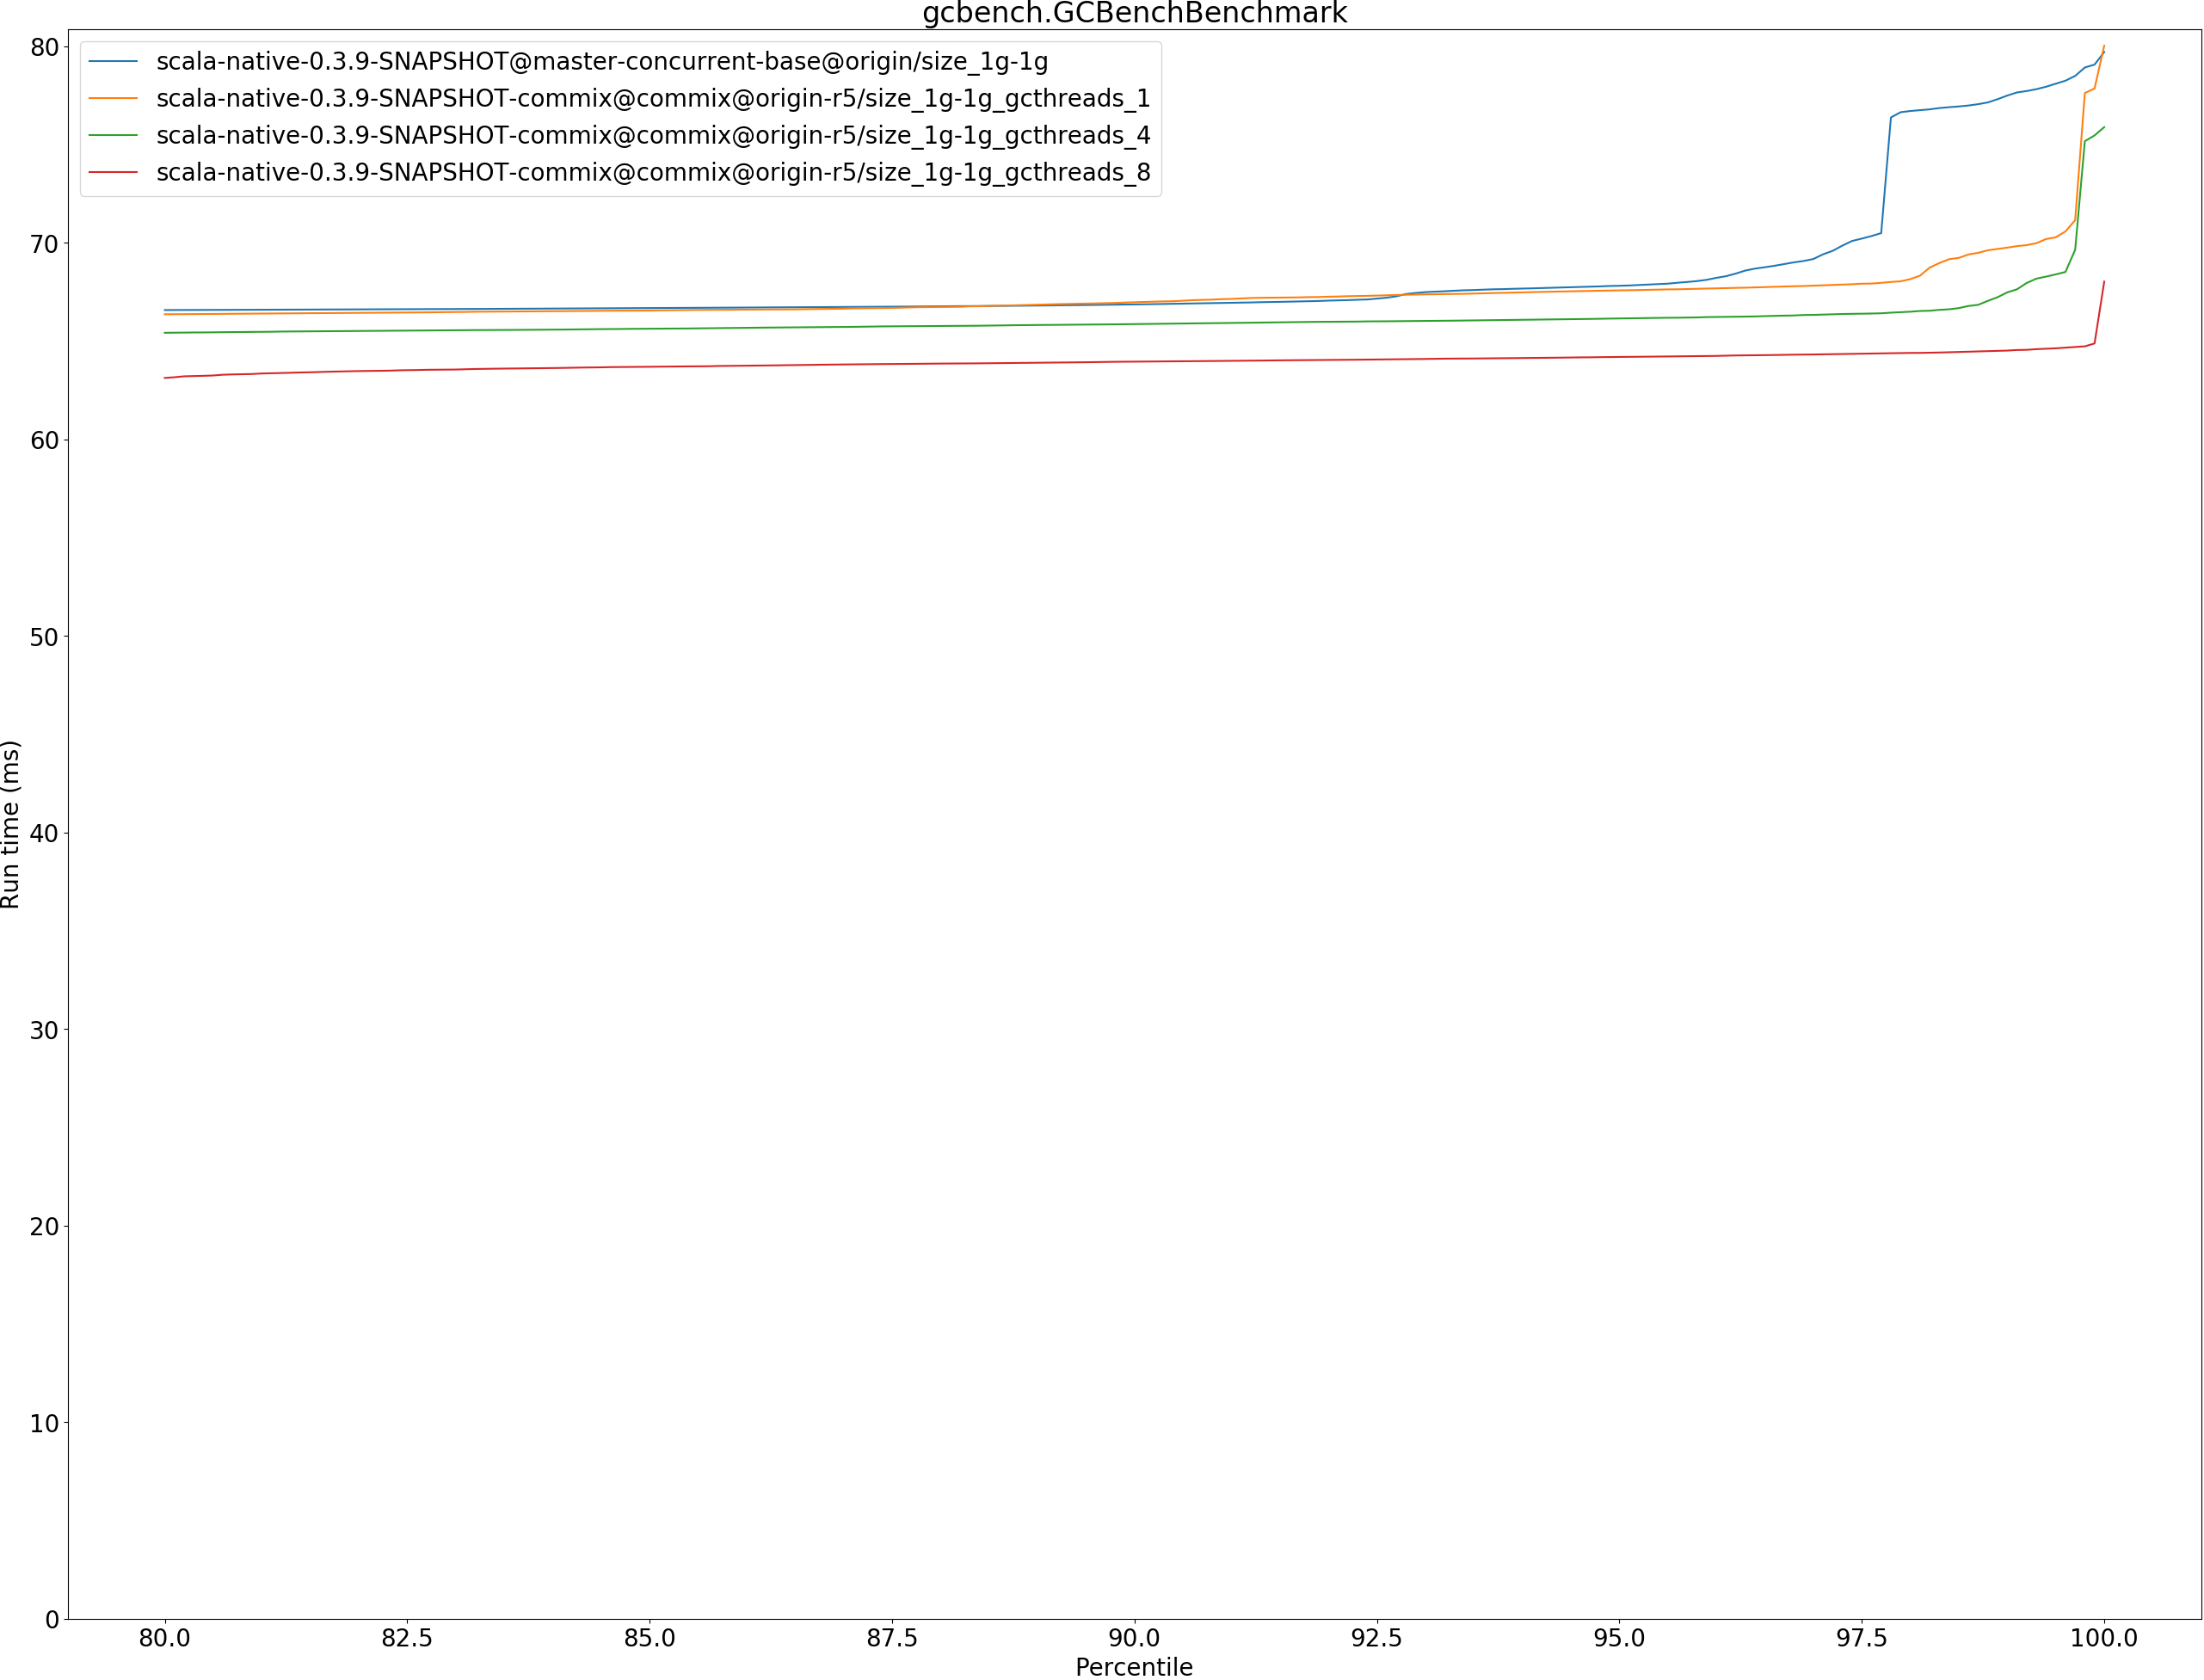 gcbench.GCBenchBenchmark
scala-native-0.3.9-SNAPSHOT@master-concurrent-base@origin/size_1g-1g
scala-native-0.3.9-SNAPSHOT-commix@commix@origin-r5/size_1g-1g_gcthreads_1
scala-native-0.3.9-SNAPSHOT-commix@commix@origin-r5/size_1g-1g_gcthreads_4
scala-native-0.3.9-SNAPSHOT-commix@commix@origin-r5/size_1g-1g_gcthreads_8
80
70
60
50
40
30
20
10
0
Run time (ms)
80.0 82.5 85.0 87.5 90.0 92.5 95.0 97.5 100.0
Percentile